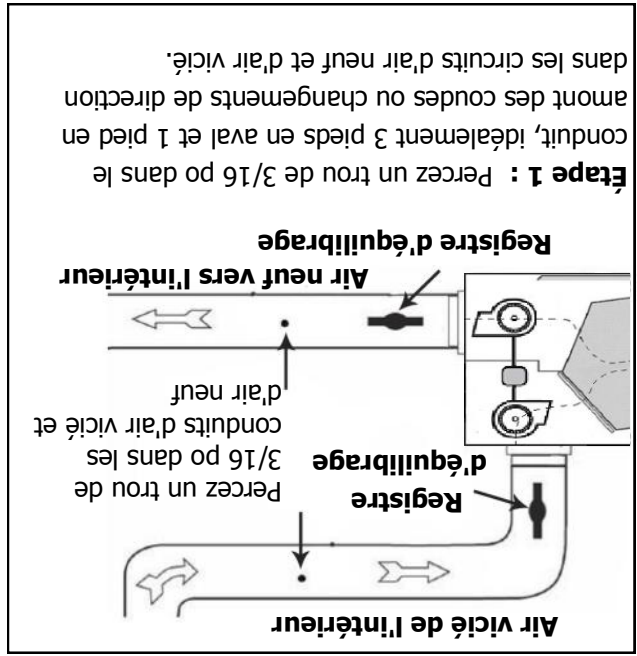 Air vicié de l'intérieur
Registre
d'équilibrage
Percez un trou de
3/16 po dans les
conduits d'air vicié et
d'air neuf
Air neuf vers l'intérieur
Registre d'équilibrage
Étape 1 : Percez un trou de 3/16 po dans le
conduit, idéalement 3 pieds en aval et 1 pied en
amont des coudes ou changements de direction
dans les circuits d'air neuf et d'air vicié.